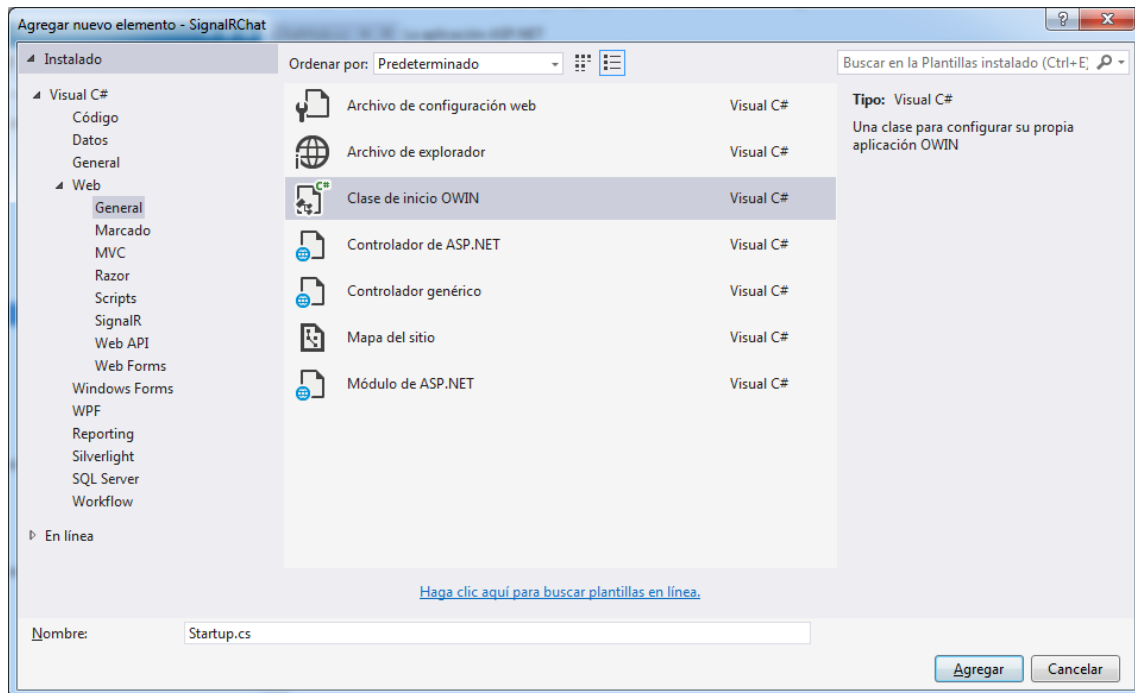 Agregar nuevo elemento - SignalRChat
Instalado
Visual C#
Código
Datos
General
Web
General
Marcado
MVC
Razor
Scripts
SignalR
Web API
Web Forms
Windows Forms
WPF
Reporting
Silverlight
SQL Server
Workflow
En línea
Ordenar por: Predeterminado
Archivo de configuración web Visual C#
Archivo de explorador Visual C#
Clase de inicio OWIN Visual C#
Controlador de ASP.NET Visual C#
Controlador genérico Visual C#
Mapa del sitio Visual C#
Módulo de ASP.NET Visual C#
Haga clic aquí para buscar plantillas en línea.
Buscar en la Plantillas instalado (Ctrl+E)
Tipo: Visual C#
Una clase para configurar su propia
aplicación OWIN
Nombre: Startup.cs
Agregar Cancelar